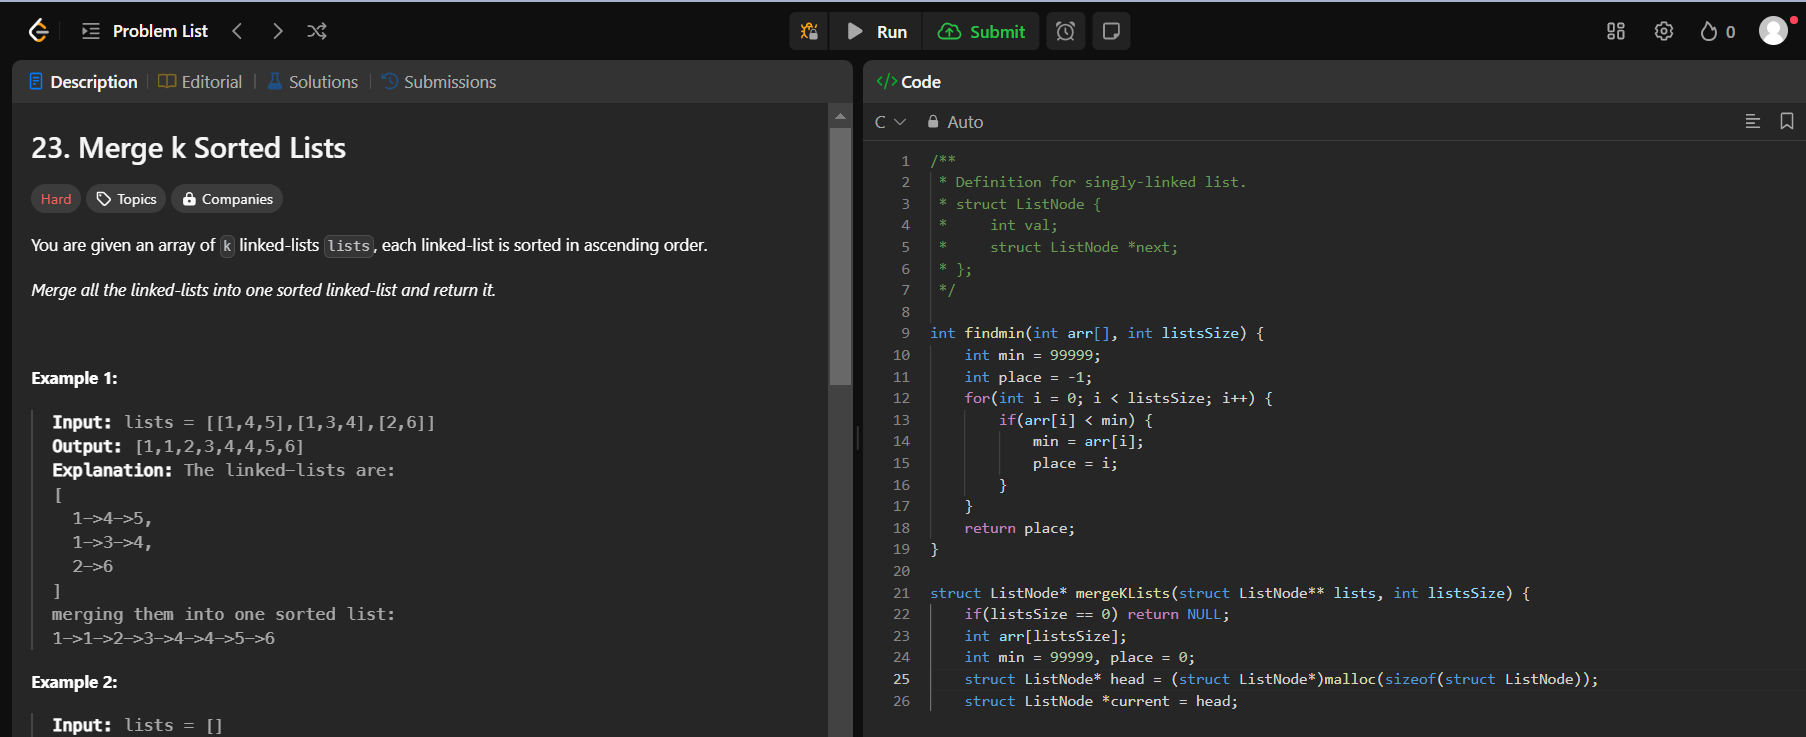 Problem List
Run
Submit
0
Description
Editorial
Solutions
Submissions
23. Merge k Sorted Lists
Hard
Topics
Companies
You are given an array of k linked-lists lists, each linked-list is sorted in ascending order.
Merge all the linked-lists into one sorted linked-list and return it.
Example 1:
Input: lists = [[1,4,5],[1,3,4],[2,6]]
Output: [1,1,2,3,4,4,5,6]
Explanation: The linked-lists are:
[
  1->4->5,
  1->3->4,
  2->6
]
merging them into one sorted list:
1->1->2->3->4->4->5->6
Example 2:
Input: lists = []
</> Code
C
Auto
1 /**
2  * Definition for singly-linked list.
3  * struct ListNode {
4  *     int val;
5  *     struct ListNode *next;
6  * };
7  */
8
9 int findmin(int arr[], int listsSize) {
10     int min = 99999;
11     int place = -1;
12     for(int i = 0; i < listsSize; i++) {
13         if(arr[i] < min) {
14             min = arr[i];
15             place = i;
16         }
17     }
18     return place;
19 }
20
21 struct ListNode* mergeKLists(struct ListNode** lists, int listsSize) {
22     if(listsSize == 0) return NULL;
23     int arr[listsSize];
24     int min = 99999, place = 0;
25     struct ListNode* head = (struct ListNode*)malloc(sizeof(struct ListNode));
26     struct ListNode *current = head;